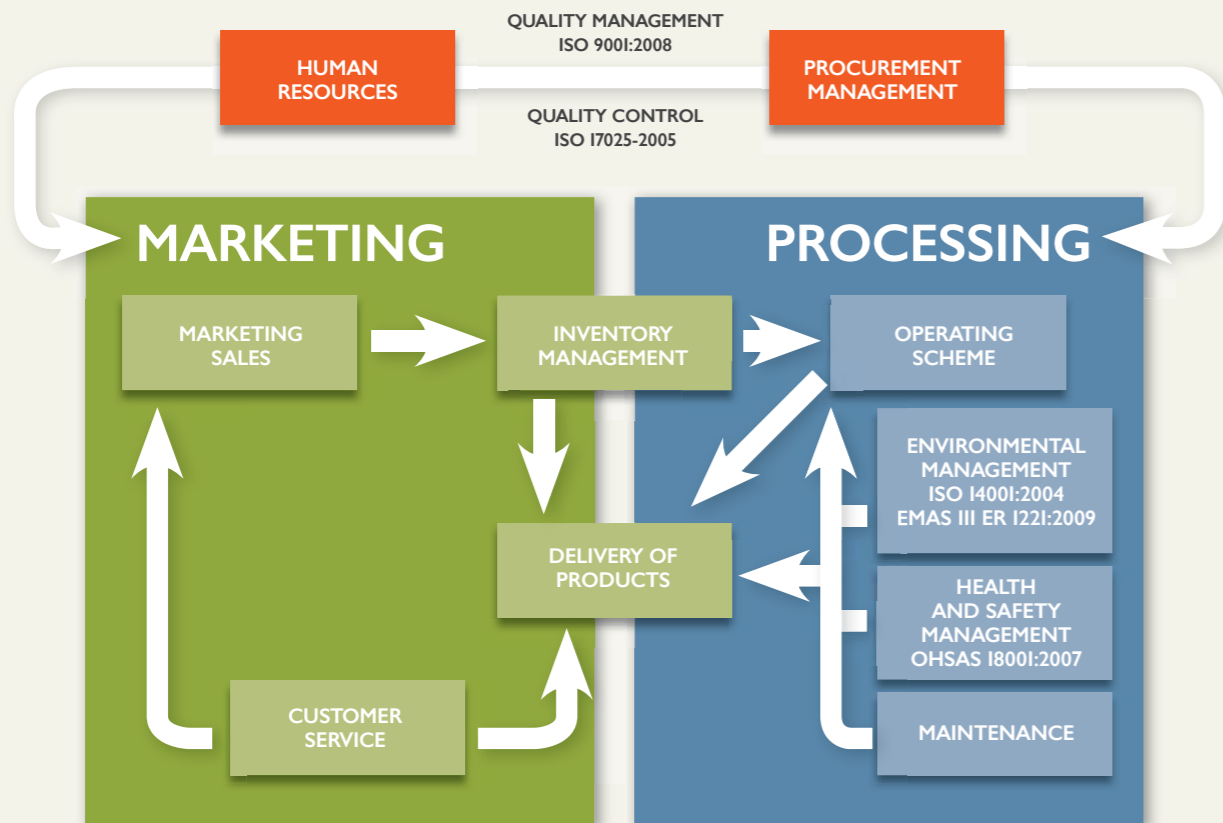 QUALITY MANAGEMENT
ISO 9001:2008
HUMAN
RESOURCES
PROCUREMENT
MANAGEMENT
QUALITY CONTROL
ISO 17025-2005
MARKETING
PROCESSING
MARKETING
SALES
INVENTORY
MANAGEMENT
OPERATING
SCHEME
ENVIRONMENTAL
MANAGEMENT
ISO 14001:2004
EMAS III ER 1221:2009
DELIVERY OF
PRODUCTS
HEALTH
AND SAFETY
MANAGEMENT
OHSAS 18001:2007
CUSTOMER
SERVICE
MAINTENANCE